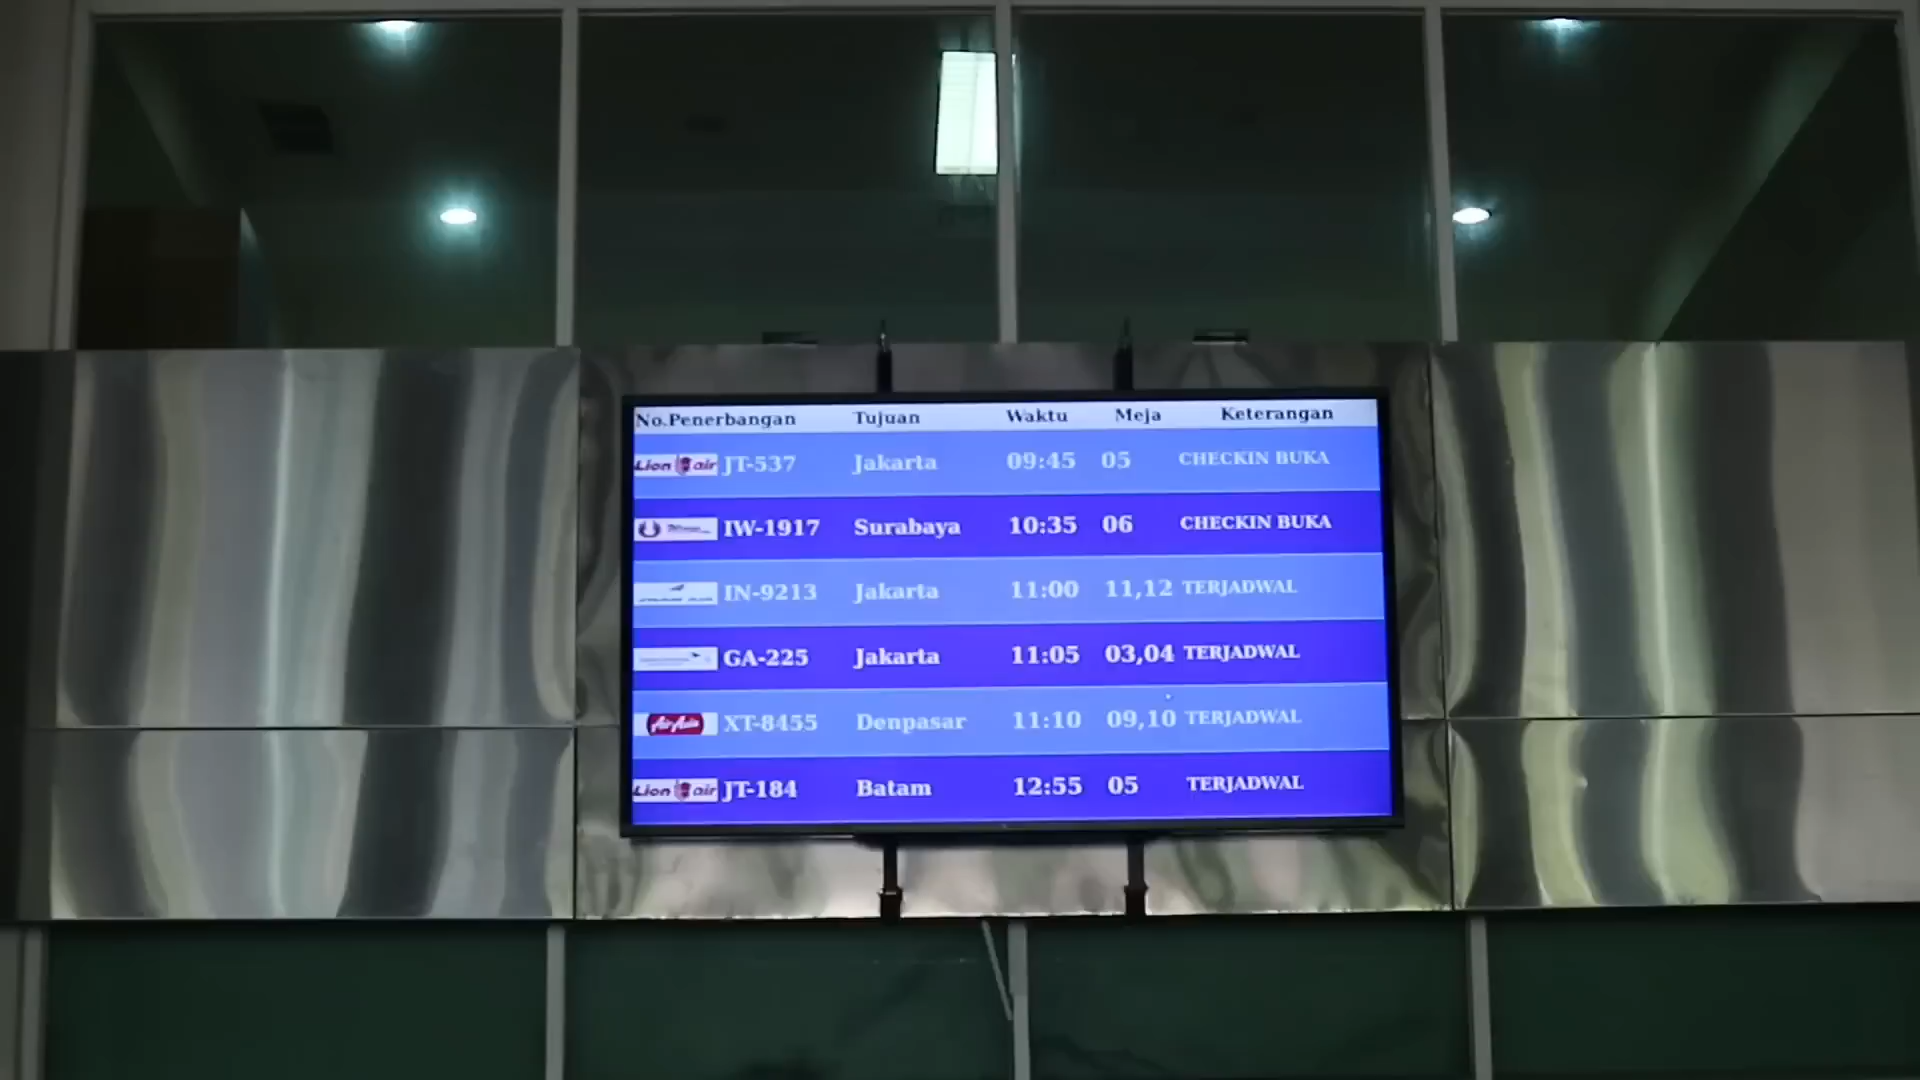 No.Penerbangan Tujuan Waktu Meja Keterangan
Lion air JT-537 Jakarta 09:45 05 CHECKIN BUKA
IW-1917 Surabaya 10:35 06 CHECKIN BUKA
IN-9213 Jakarta 11:00 11,12 TERJADWAL
GA-225 Jakarta 11:05 03,04 TERJADWAL
AirAsia XT-8455 Denpasar 11:10 09,10 TERJADWAL
Lion air JT-184 Batam 12:55 05 TERJADWAL